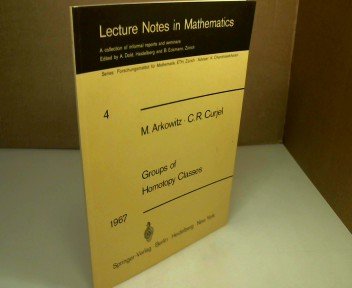 Lecture Notes in Mathematics
A collection of informal reports and seminars
Edited by A. Dold, Heidelberg and B. Eckmann, Zürich
Series: Forschungsinstitut für Mathematik, ETH, Zürich · Adviser: K. Chandrasekharan
4
M. Arkowitz · C. R. Curjel
Groups of
Homotopy Classes
1967
Springer-Verlag Berlin · Heidelberg · New York